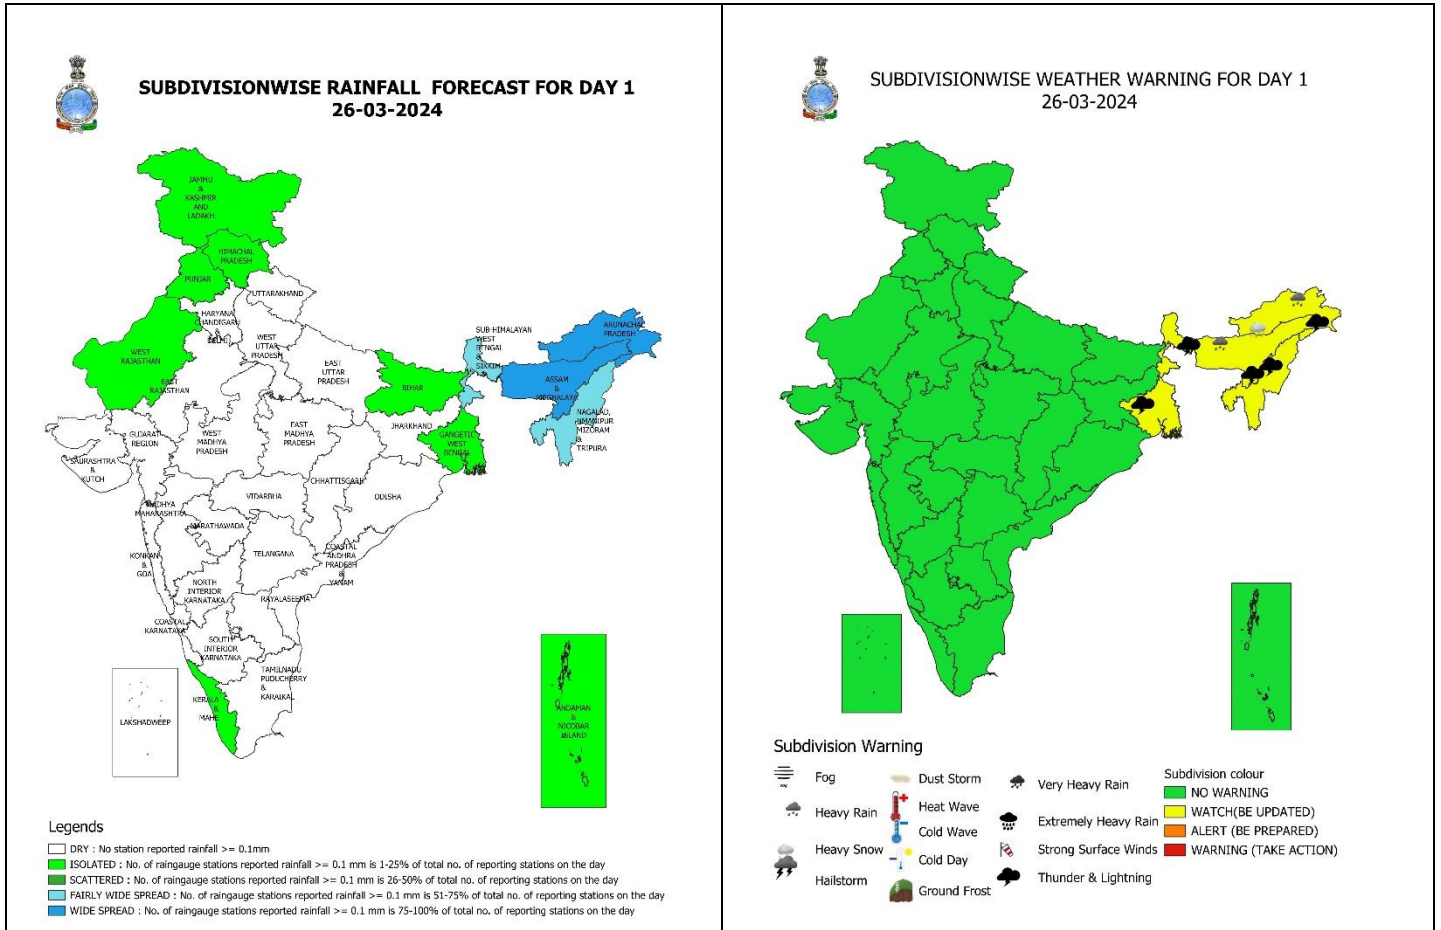 SUBDIVISIONWISE RAINFALL FORECAST FOR DAY 1
26-03-2024
JAMMU
&
KASHMIR
AND
LADAKH
HIMACHAL
PRADESH
PUNJAB
UTTARAKHAND
HARYANA
CHANDIGARH
&
DELHI
WEST
UTTAR
PRADESH
SUB-HIMALAYAN
WEST
BENGAL
&
SIKKIM
ARUNACHAL
PRADESH
WEST
RAJASTHAN
EAST
RAJASTHAN
EAST
UTTAR
PRADESH
BIHAR
ASSAM
&
MEGHALAYA
NAGALAD,
MANIPUR
MIZORAM
&
TRIPURA
JHARKHAND
GANGETIC
WEST
BENGAL
GUJARAT
REGION
WEST
MADHYA
PRADESH
EAST
MADHYA
PRADESH
SAURASHTRA
&
KUTCH
CHHATTISGARH
VIDARBHA
ODISHA
MADHYA
MAHARASHTRA
MARATHAWADA
KONKAN
&
GOA
TELANGANA
COASTAL
ANDHRA
PRADESH
&
YANAM
NORTH
INTERIOR
KARNATAKA
RAYALASEEMA
COASTAL
KARNATAKA
SOUTH
INTERIOR
KARNATAKA
TAMILNADU
PUDUCHERRY
&
KARAIKAL
KERALA
&
MAHE
LAKSHADWEEP
ANDAMAN
&
NICOBAR
ISLAND
Legends
DRY : No station reported rainfall >= 0.1mm
ISOLATED : No. of raingauge stations reported rainfall >= 0.1 mm is 1-25% of total no. of reporting stations on the day
SCATTERED : No. of raingauge stations reported rainfall >= 0.1 mm is 26-50% of total no. of reporting stations on the day
FAIRLY WIDE SPREAD : No. of raingauge stations reported rainfall >= 0.1 mm is 51-75% of total no. of reporting stations on the day
WIDE SPREAD : No. of raingauge stations reported rainfall >= 0.1 mm is 75-100% of total no. of reporting stations on the day
SUBDIVISIONWISE WEATHER WARNING FOR DAY 1
26-03-2024
Subdivision Warning
Fog
Heavy Rain
Heavy Snow
Hailstorm
Dust Storm
Heat Wave
Cold Wave
Cold Day
Ground Frost
Very Heavy Rain
Extremely Heavy Rain
Strong Surface Winds
Thunder & Lightning
Subdivision colour
NO WARNING
WATCH(BE UPDATED)
ALERT (BE PREPARED)
WARNING (TAKE ACTION)